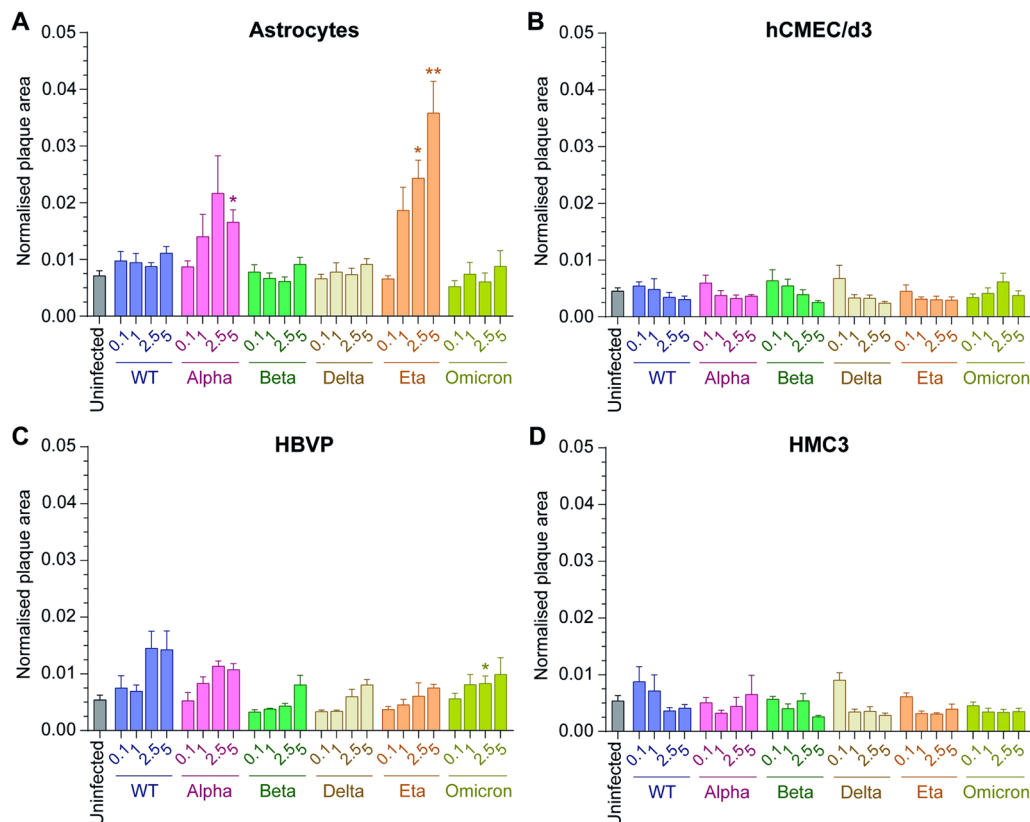 A
Astrocytes
Normalised plaque area
0.05
0.04
0.03
0.02
0.01
0.00
* * **
Uninfected
0.1 1 2.5 5 0.1 1 2.5 5 0.1 1 2.5 5 0.1 1 2.5 5 0.1 1 2.5 5 0.1 1 2.5 5
WT Alpha Beta Delta Eta Omicron
B
hCMEC/d3
Normalised plaque area
0.05
0.04
0.03
0.02
0.01
0.00
Uninfected
0.1 1 2.5 5 0.1 1 2.5 5 0.1 1 2.5 5 0.1 1 2.5 5 0.1 1 2.5 5 0.1 1 2.5 5
WT Alpha Beta Delta Eta Omicron
C
HBVP
Normalised plaque area
0.05
0.04
0.03
0.02
0.01
0.00
*
Uninfected
0.1 1 2.5 5 0.1 1 2.5 5 0.1 1 2.5 5 0.1 1 2.5 5 0.1 1 2.5 5 0.1 1 2.5 5
WT Alpha Beta Delta Eta Omicron
D
HMC3
Normalised plaque area
0.05
0.04
0.03
0.02
0.01
0.00
Uninfected
0.1 1 2.5 5 0.1 1 2.5 5 0.1 1 2.5 5 0.1 1 2.5 5 0.1 1 2.5 5 0.1 1 2.5 5
WT Alpha Beta Delta Eta Omicron